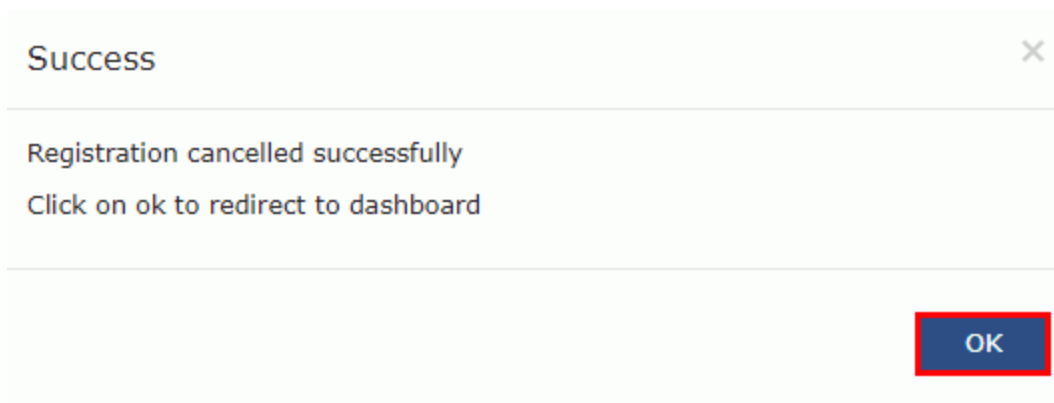 Success
Registration cancelled successfully
Click on ok to redirect to dashboard
OK